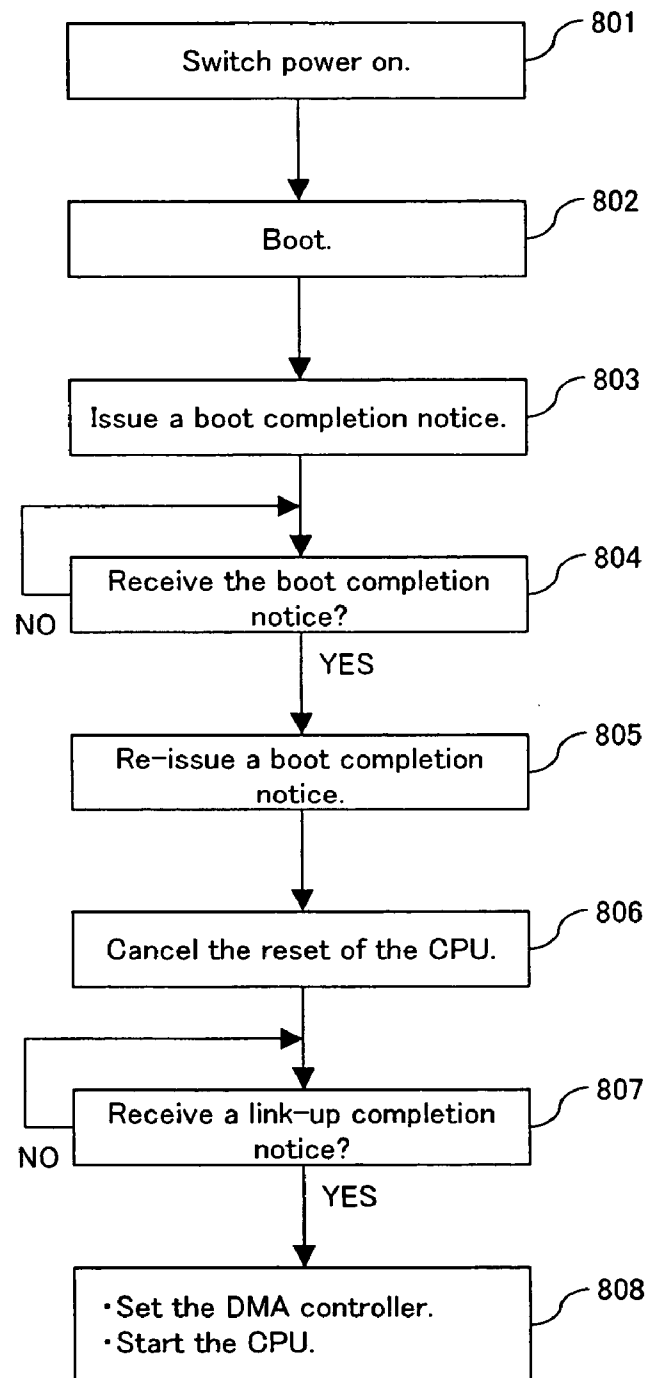 801
Switch power on.
802
Boot.
803
Issue a boot completion notice.
804
Receive the boot completion
notice?
NO
YES
805
Re-issue a boot completion
notice.
806
Cancel the reset of the CPU.
807
Receive a link-up completion
notice?
NO
YES
808
・Set the DMA controller.
・Start the CPU.